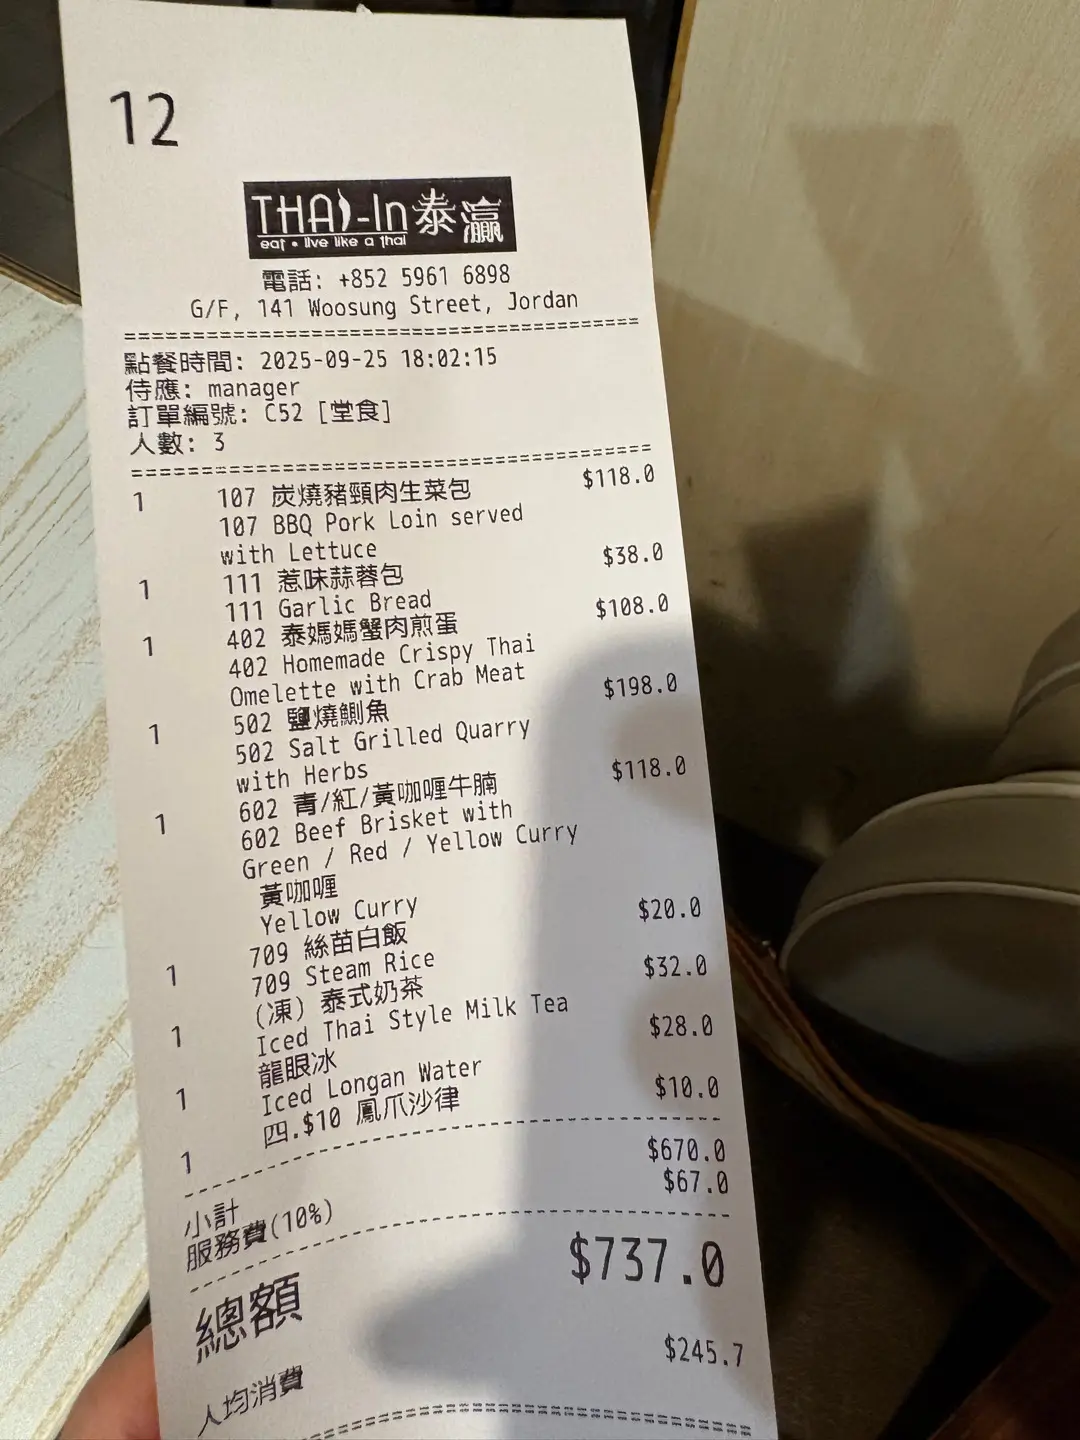 12
THAI-In 泰瀛
eat • live like a thai
電話: +852 5961 6898
G/F, 141 Woosung Street, Jordan
========================================
點餐時間: 2025-09-25 18:02:15
侍應: manager
訂單編號: C52 [堂食]
人數: 3
========================================
1 107 炭燒豬頸肉生菜包 $118.0
107 BBQ Pork Loin served
with Lettuce
1 111 惹味蒜蓉包 $38.0
111 Garlic Bread
1 402 泰媽媽蟹肉煎蛋 $108.0
402 Homemade Crispy Thai
Omelette with Crab Meat
1 502 鹽燒鰂魚 $198.0
502 Salt Grilled Quarry
with Herbs
1 602 青/紅/黃咖喱牛腩 $118.0
602 Beef Brisket with
Green / Red / Yellow Curry
黃咖喱
Yellow Curry
1 709 絲苗白飯 $20.0
709 Steam Rice
1 (凍) 泰式奶茶 $32.0
Iced Thai Style Milk Tea
1 龍眼冰 $28.0
Iced Longan Water
1 四.$10 鳳爪沙律 $10.0
----------------------------------------
小計 $670.0
服務費(10%) $67.0
----------------------------------------
總額 $737.0
人均消費 $245.7
========================================